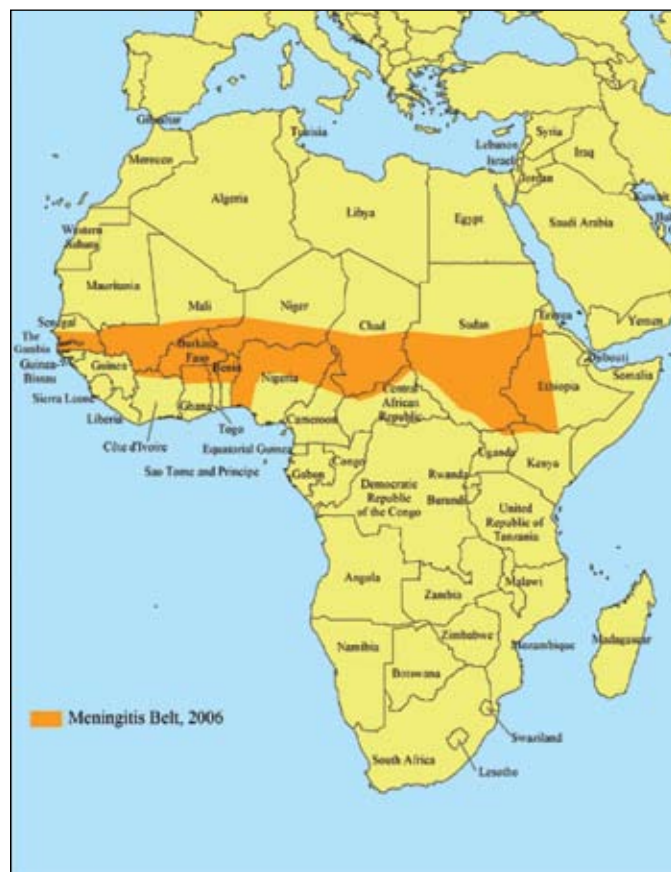 Gibraltar
Tunisia
Morocco
Lebanon
Syria
Israel
Iraq
Jordan
Kuwait
Algeria
Libya
Egypt
Saudi Arabia
Western
Sahara
Mauritania
Mali
Niger
Chad
Sudan
Eritrea
Yemen
Senegal
The
Gambia
Guinea-
Bissau
Guinea
Burkina
Faso
Benin
Nigeria
Djibouti
Somalia
Ethiopia
Sierra Leone
Liberia
Ghana
Central
African
Republic
Cameroon
Togo
Côte d'Ivoire
Equatorial Guinea
Sao Tome and Principe
Gabon
Congo
Uganda
Kenya
Rwanda
Democratic
Republic
of the Congo
Burundi
United
Republic of
Tanzania
Angola
Malawi
Zambia
Zimbabwe
Mozambique
Madagascar
Namibia
Botswana
Meningitis Belt, 2006
Swaziland
South Africa
Lesotho